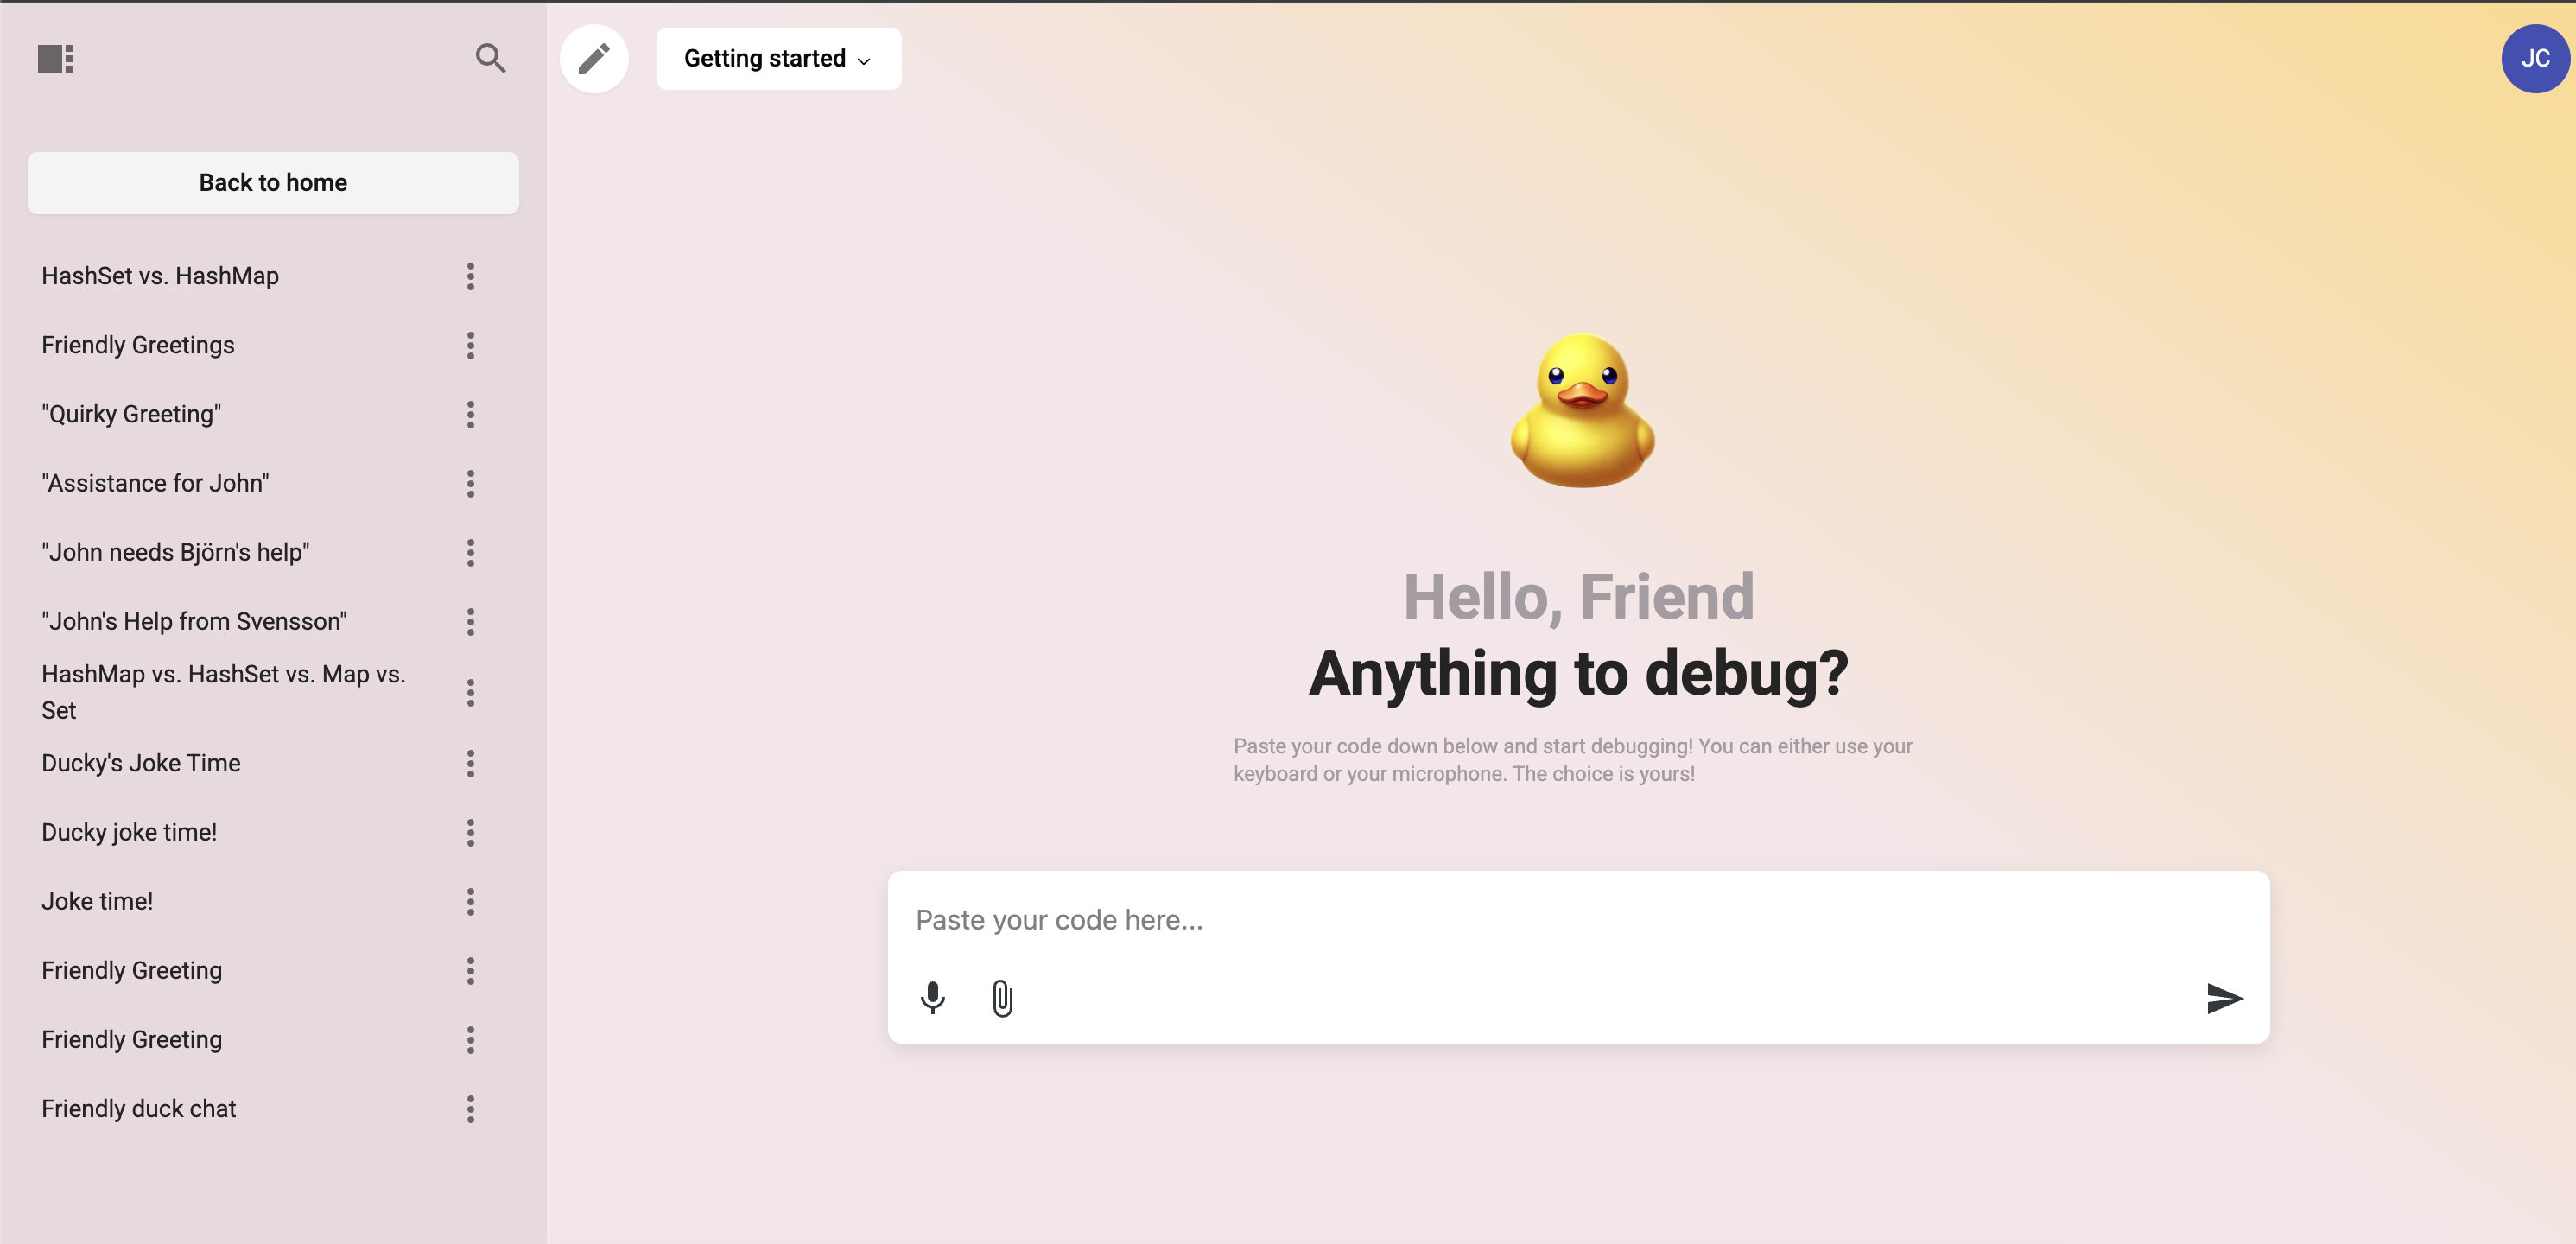 Getting started
JC
Back to home
HashSet vs. HashMap
Friendly Greetings
"Quirky Greeting"
"Assistance for John"
"John needs Björn's help"
"John's Help from Svensson"
HashMap vs. HashSet vs. Map vs.
Set
Ducky's Joke Time
Ducky joke time!
Joke time!
Friendly Greeting
Friendly Greeting
Friendly duck chat
Hello, Friend
Anything to debug?
Paste your code down below and start debugging! You can either use your
keyboard or your microphone. The choice is yours!
Paste your code here...